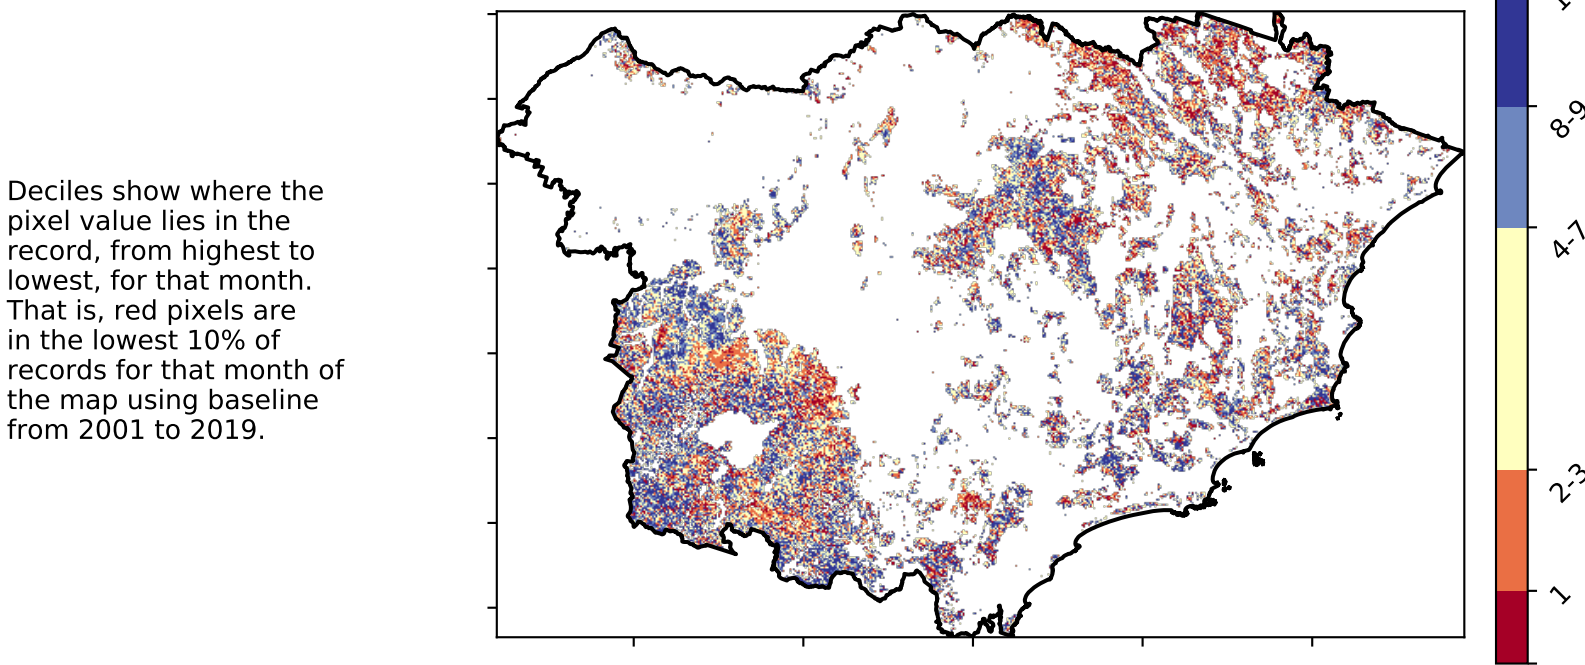 Deciles show where the
pixel value lies in the
record, from highest to
lowest, for that month.
That is, red pixels are
in the lowest 10% of
records for that month of
the map using baseline
from 2001 to 2019.
8-9
4-7
2-3
1